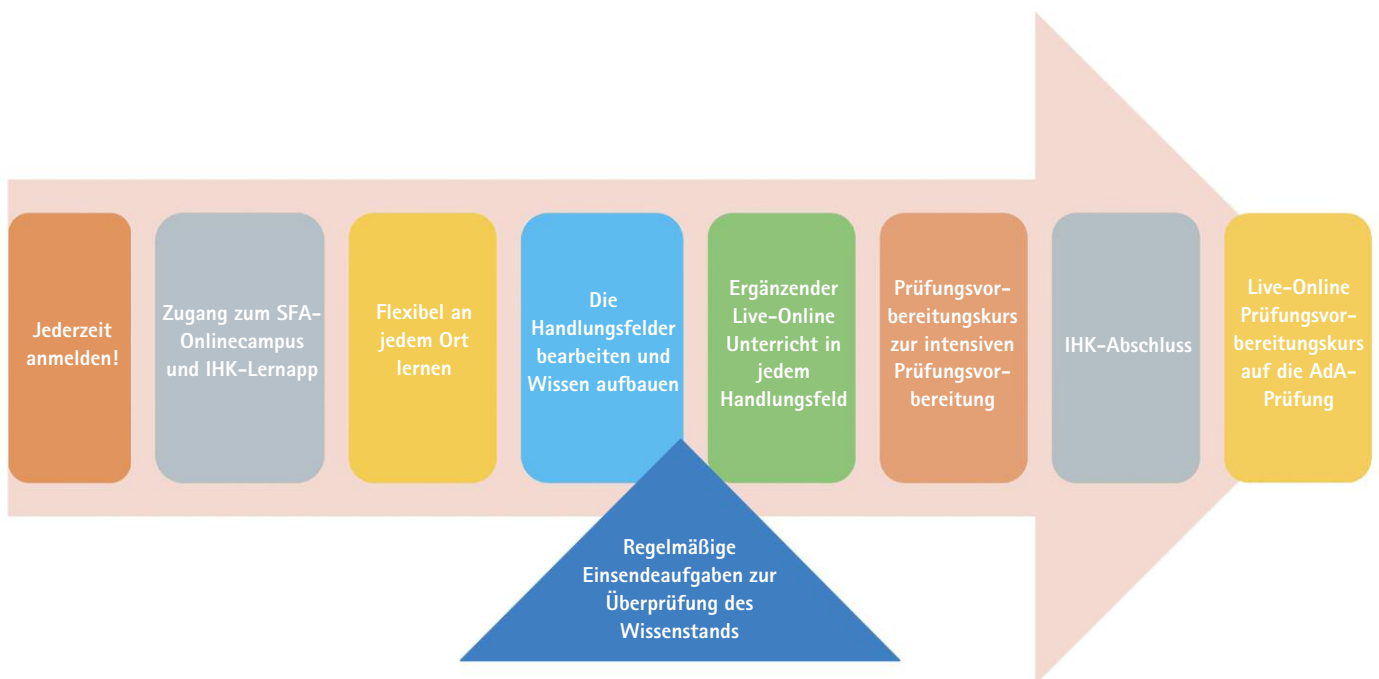 Jederzeit
anmelden!
Zugang zum SFA-
Onlinecampus
und IHK-Lernapp
Flexibel an
jedem Ort
lernen
Die
Handlungsfelder
bearbeiten und
Wissen aufbauen
Ergänzender
Live-Online
Unterricht in
jedem
Handlungsfeld
Prüfungsvor-
bereitungskurs
zur intensiven
Prüfungsvor-
bereitung
IHK-Abschluss
Live-Online
Prüfungsvor-
bereitungskurs
auf die AdA-
Prüfung
Regelmäßige
Einsendeaufgaben zur
Überprüfung des
Wissenstands